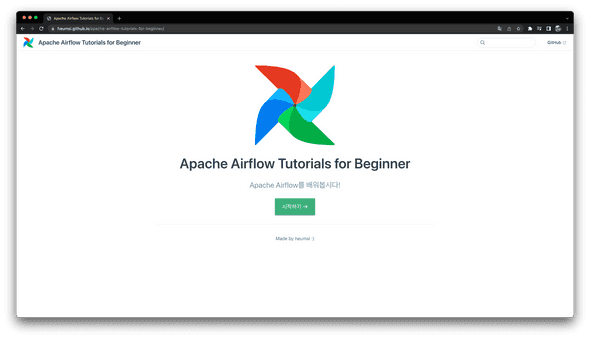 Apache Airflow Tutorials for B
heumsi.github.io/apache-airflow-tutorials-for-beginner/
Apache Airflow Tutorials for Beginner
GitHub
Apache Airflow Tutorials for Beginner
Apache Airflow를 배워봅시다!
시작하기 →
Made by heumsi :)